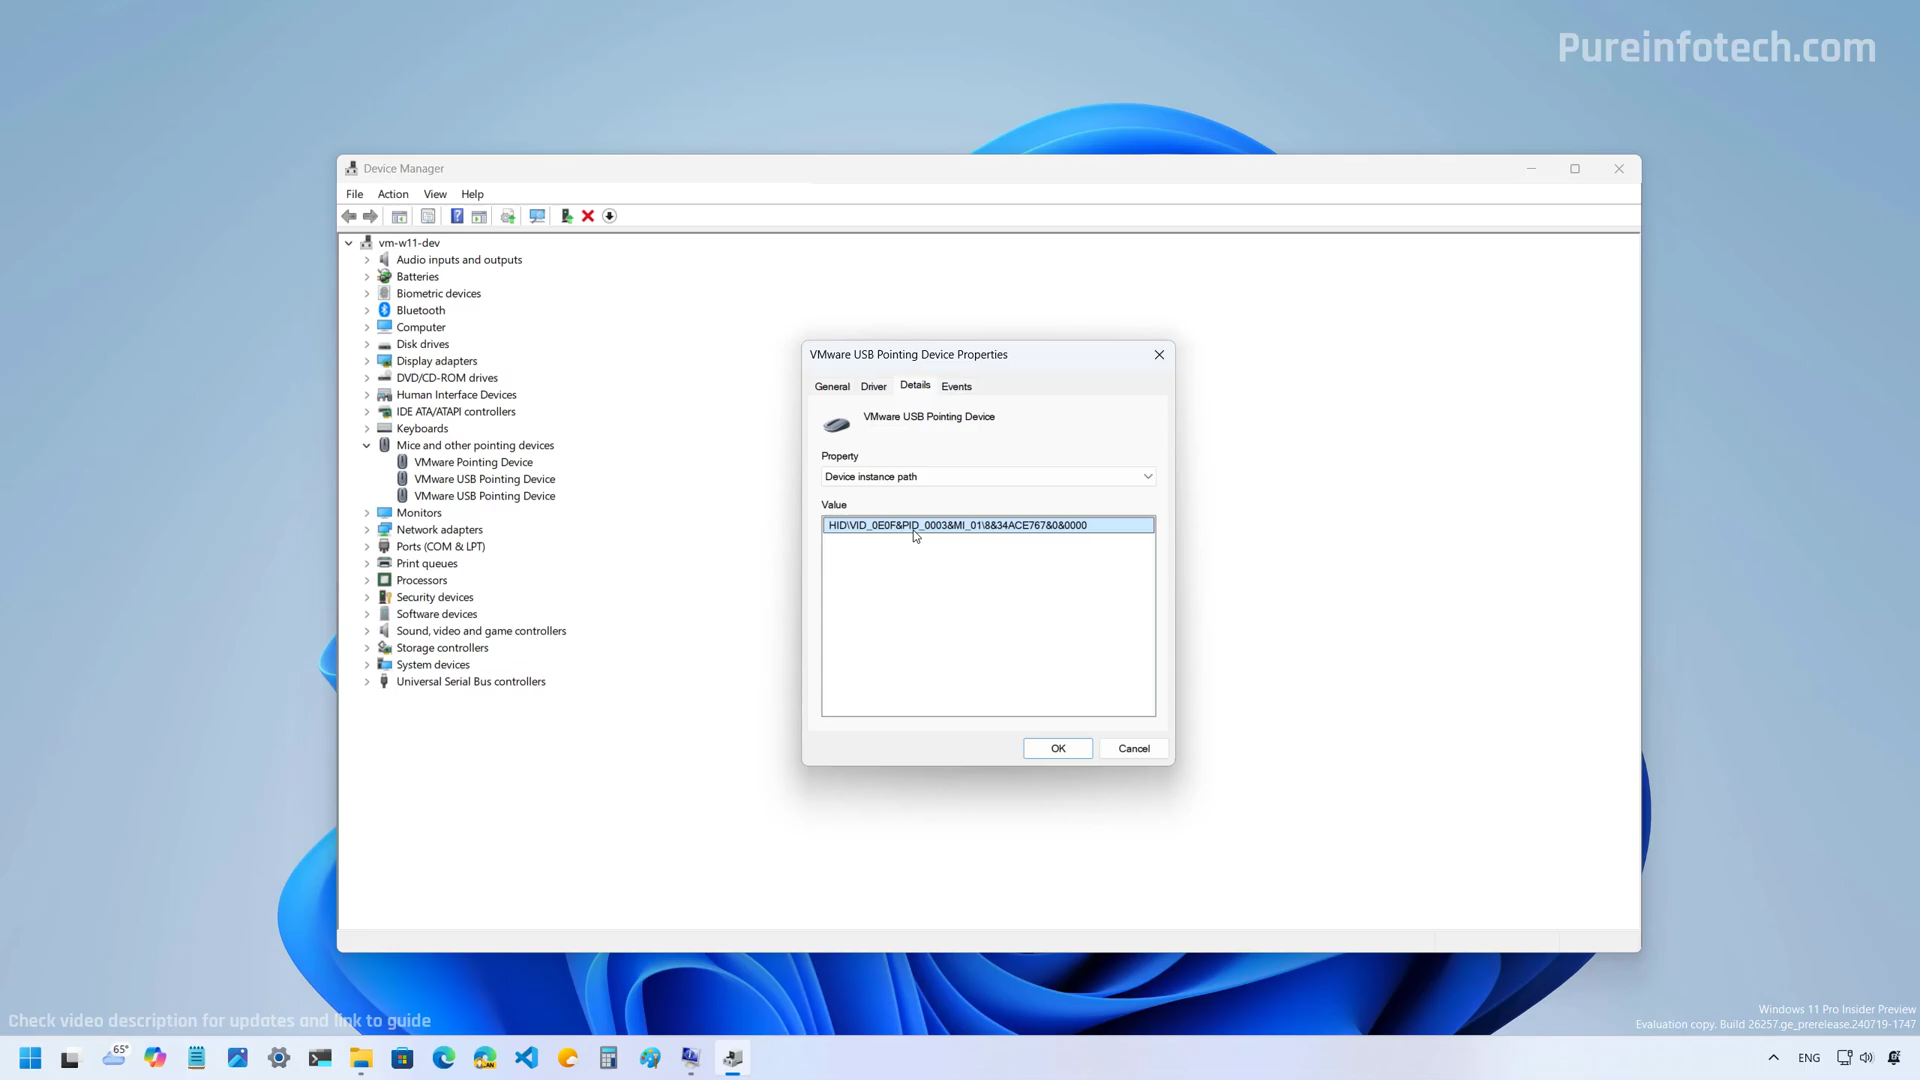 Pureinfotech.com
Device Manager
File Action View Help
vm-w11-dev
Audio inputs and outputs
Batteries
Biometric devices
Bluetooth
Computer
Disk drives
Display adapters
DVD/CD-ROM drives
Human Interface Devices
IDE ATA/ATAPI controllers
Keyboards
Mice and other pointing devices
VMware Pointing Device
VMware USB Pointing Device
VMware USB Pointing Device
Monitors
Network adapters
Ports (COM & LPT)
Print queues
Processors
Security devices
Software devices
Sound, video and game controllers
Storage controllers
System devices
Universal Serial Bus controllers
VMware USB Pointing Device Properties
General Driver Details Events
VMware USB Pointing Device
Property
Device instance path
Value
HID\VID_0E0F&PID_0003&MI_01\8&34ACE767&0&0000
OK Cancel
Windows 11 Pro Insider Preview
Evaluation copy. Build 26257.ge_prerelease.240719-1747
Check video description for updates and link to guide
65°
CAN
ENG